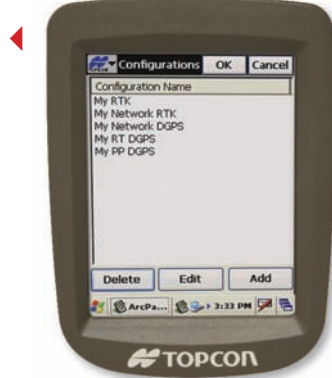 TOPCON Configurations OK Cancel
Configuration Name
My RTK
My Network RTK
My Network DGPS
My RT DGPS
My PP DGPS
Delete Edit Add
ArcPa... 3:33 PM
TOPCON